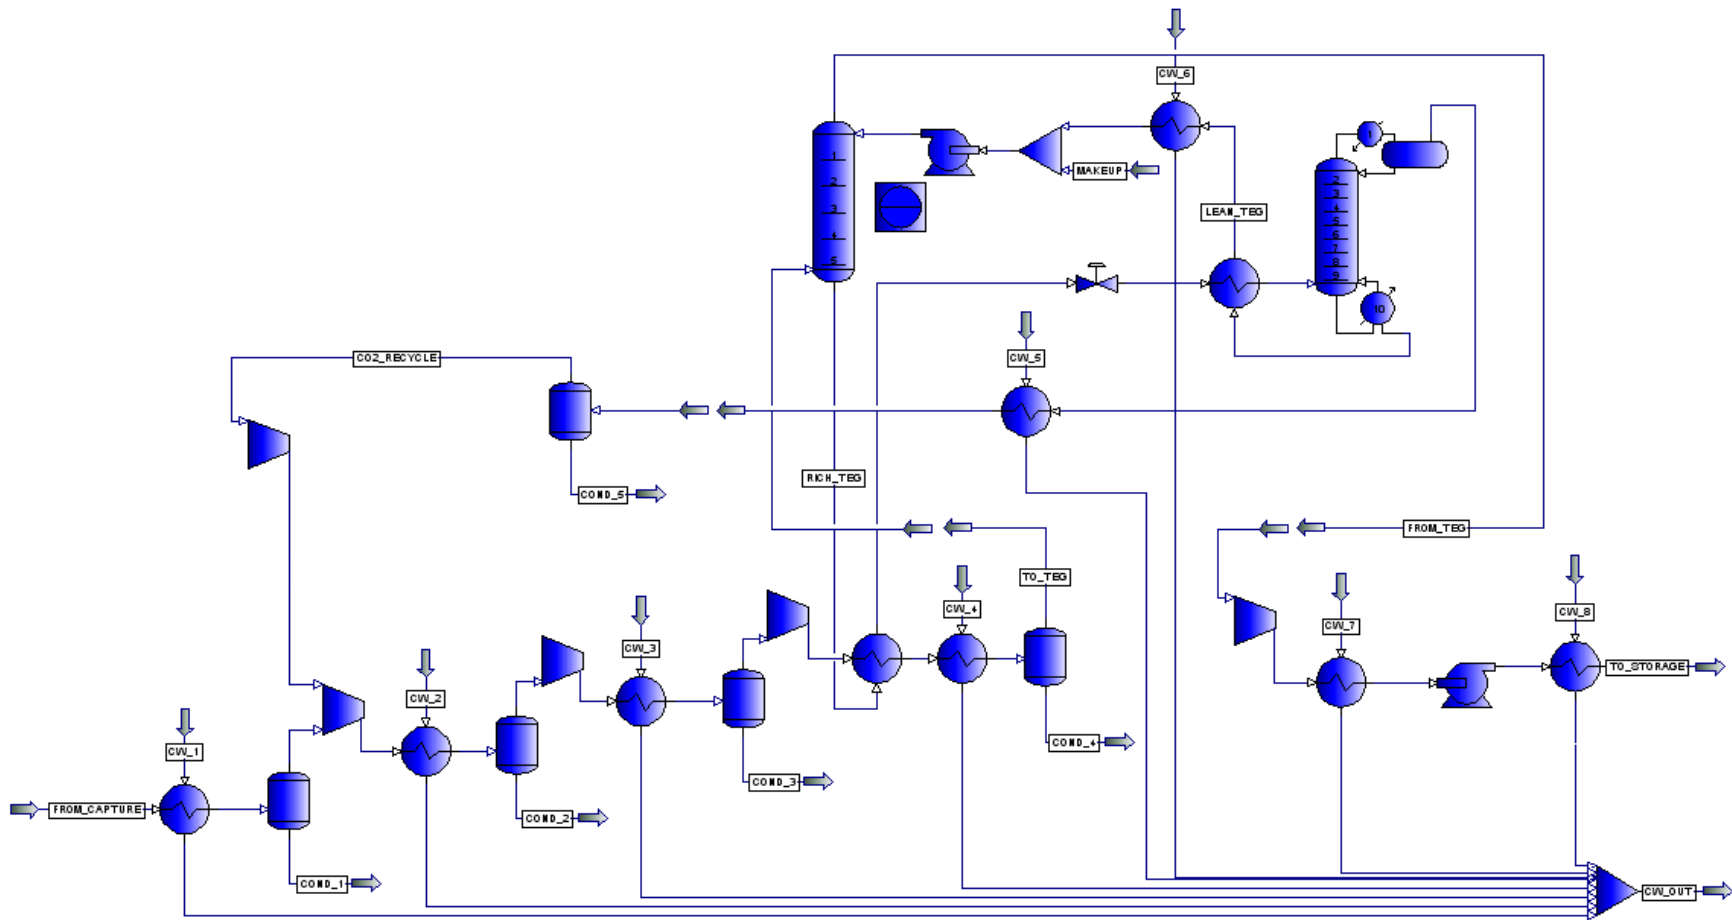 CW_6
1
1
2
3
4
5
MAKEUP
2
3
4
5
6
7
8
9
LEAN_TEG
10
CW_5
CO2_RECYCLE
RICH_TEG
COND_5
FROM_TEG
TO_TEG
CW_4
CW_8
CW_7
CW_3
TO_STORAGE
CW_2
CW_1
COND_4
COND_3
FROM_CAPTURE
COND_2
COND_1
CW_OUT